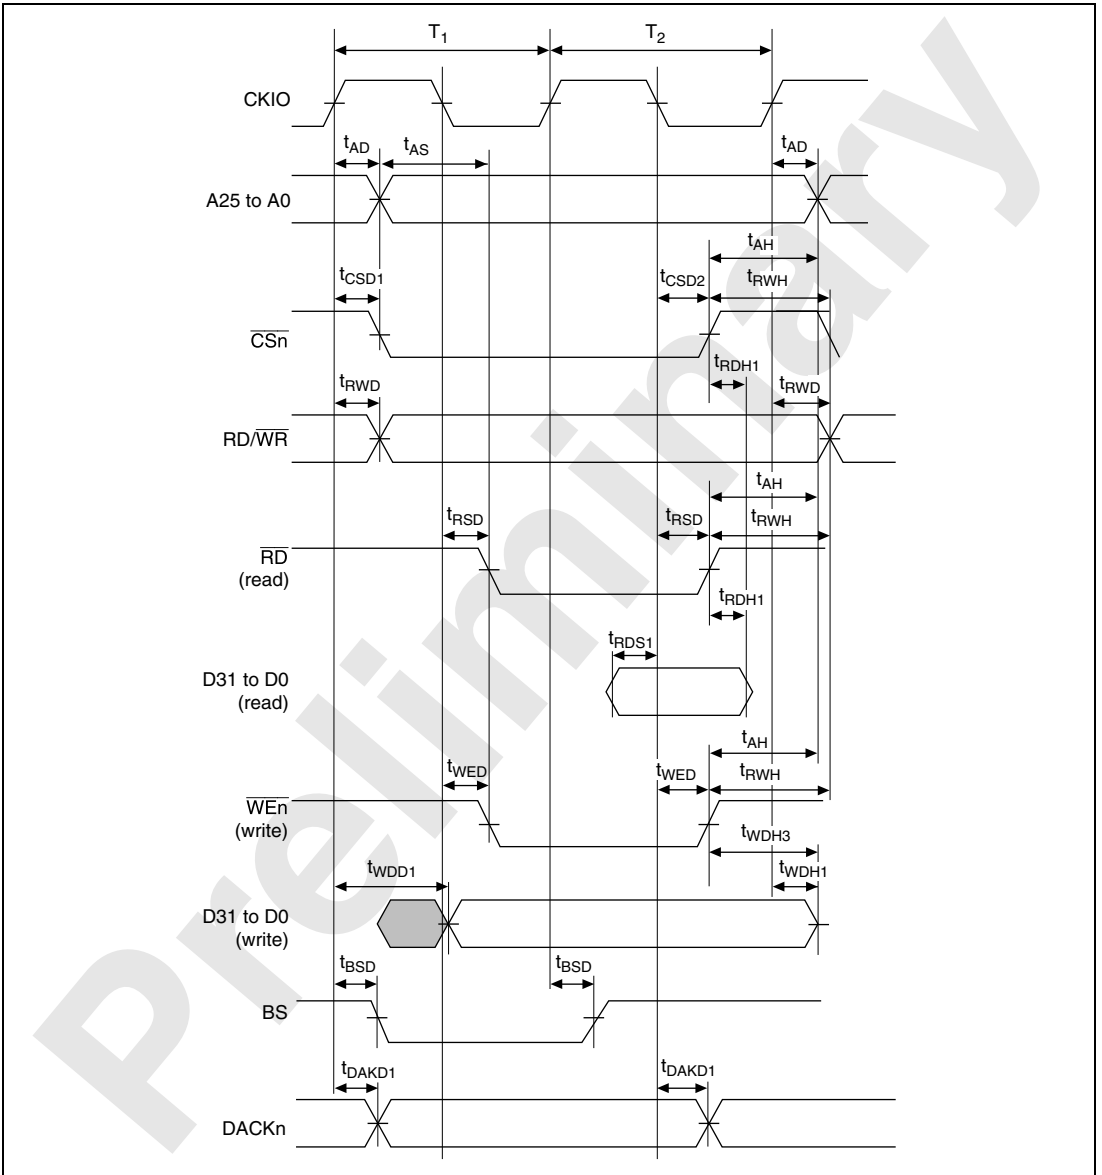 T1 T2
CKIO
tAD tAS tAD
A25 to A0
tAH
tCSD1 tCSD2 tRWH
CSn
tRDH1
tRWD tRWD
RD/WR
tAH
tRSD tRSD tRWH
RD
(read)
tRDH1
tRDS1
D31 to D0
(read)
tAH
tWED tWED tRWH
WEn
(write)
tWDH3
tWDD1 tWDH1
D31 to D0
(write)
tBSD tBSD
BS
tDAKD1 tDAKD1
DACKn
Preliminary